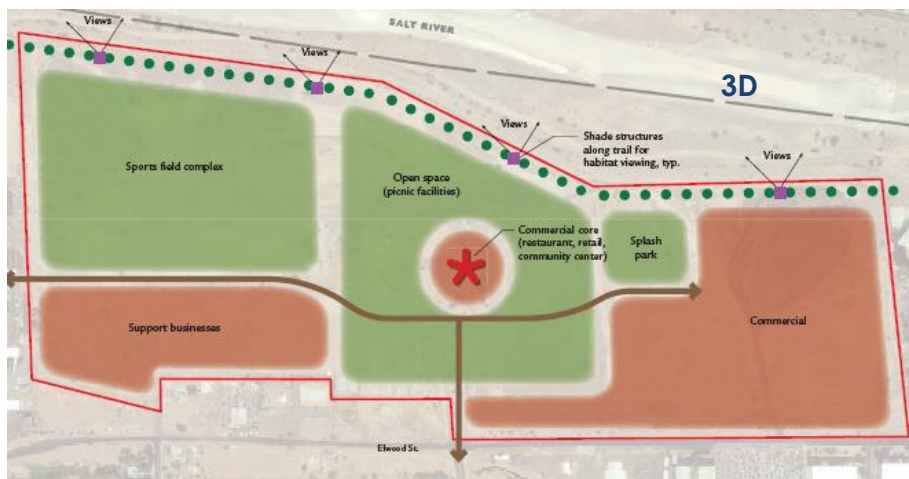 SALT RIVER
Views
Views
3D
Views
Shade structures
along trail for
habitat viewing, typ.
Views
Sports field complex
Open space
(picnic facilities)
Commercial core
(restaurant, retail,
community center)
Splash
park
Support businesses
Commercial
Elwood St.